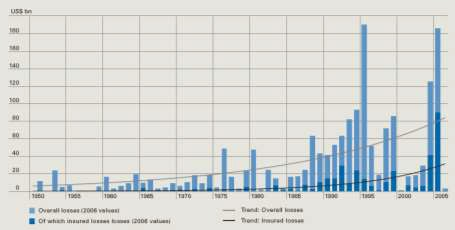 US$ bn
180
160
140
120
100
80
60
40
20
0
1950 1955 1960 1965 1970 1975 1980 1985 1990 1995 2000 2005
Overall losses (2006 values) Trend: Overall losses
Of which insured losses losses (2006 values) Trend: Insured losses